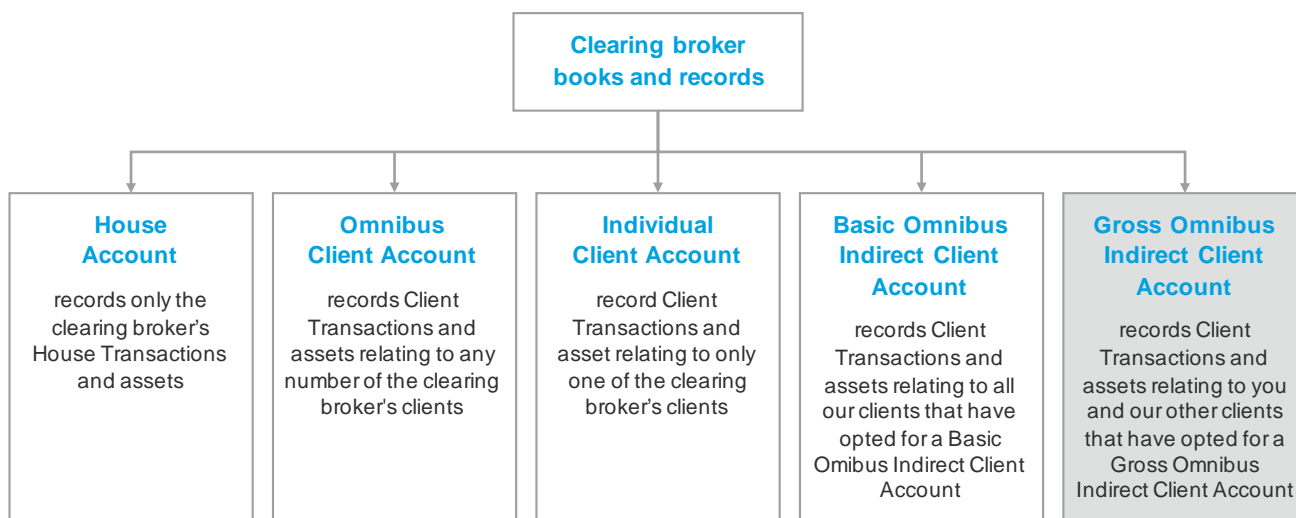 Clearing broker
books and records
House
Account
records only the
clearing broker's
House Transactions
and assets
Omnibus
Client Account
records Client
Transactions and
assets relating to any
number of the clearing
broker's clients
Individual
Client Account
record Client
Transactions and
asset relating to only
one of the clearing
broker's clients
Basic Omnibus
Indirect Client
Account
records Client
Transactions and
assets relating to all
our clients that have
opted for a Basic
Omibus Indirect Client
Account
Gross Omnibus
Indirect Client
Account
records Client
Transactions and
assets relating to you
and our other clients
that have opted for a
Gross Omnibus
Indirect Client Account